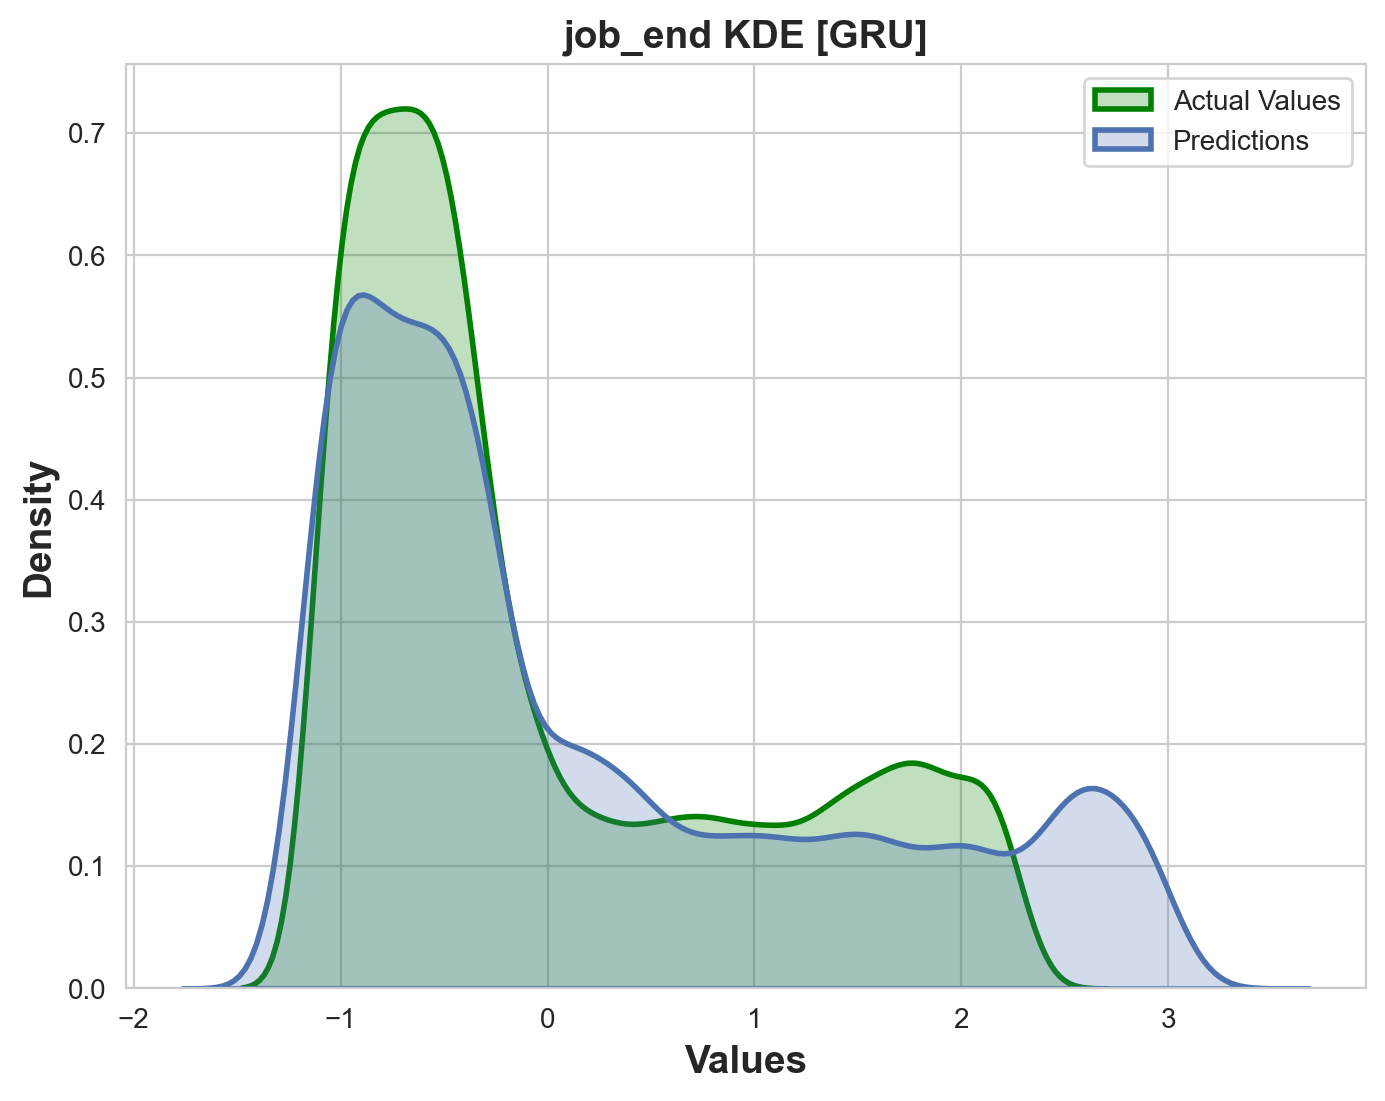 job_end KDE [GRU]
Actual Values
Predictions
Density
0.7
0.6
0.5
0.4
0.3
0.2
0.1
0.0
−2 −1 0 1 2 3
Values